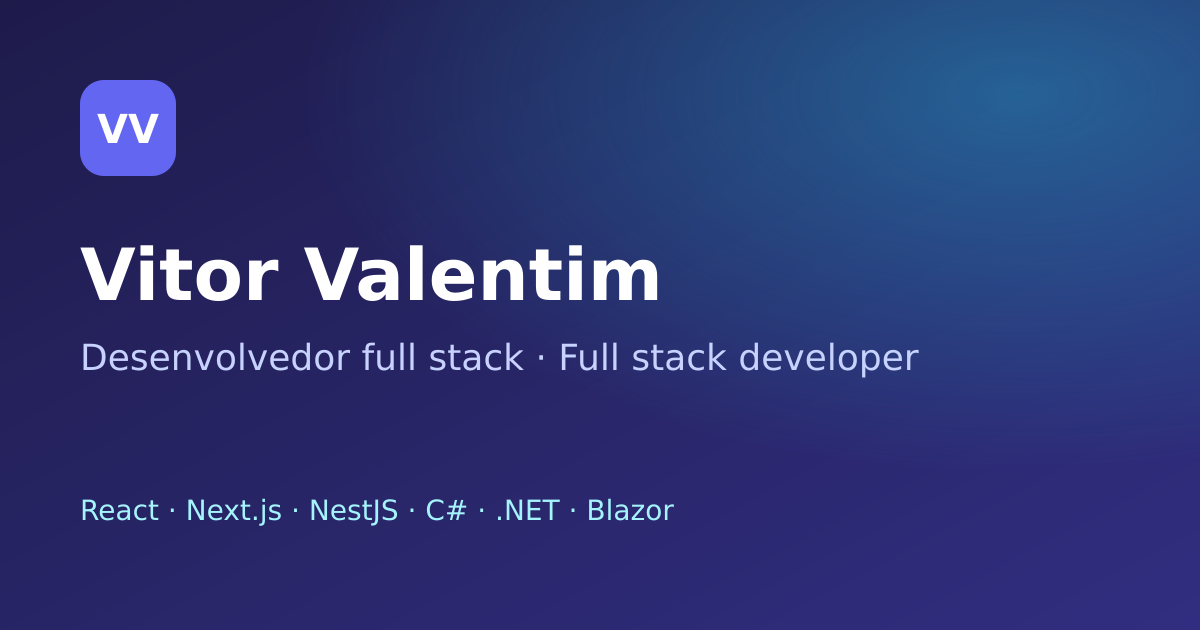 VV
Vitor Valentim
Desenvolvedor full stack · Full stack developer
React · Next.js · NestJS · C# · .NET · Blazor